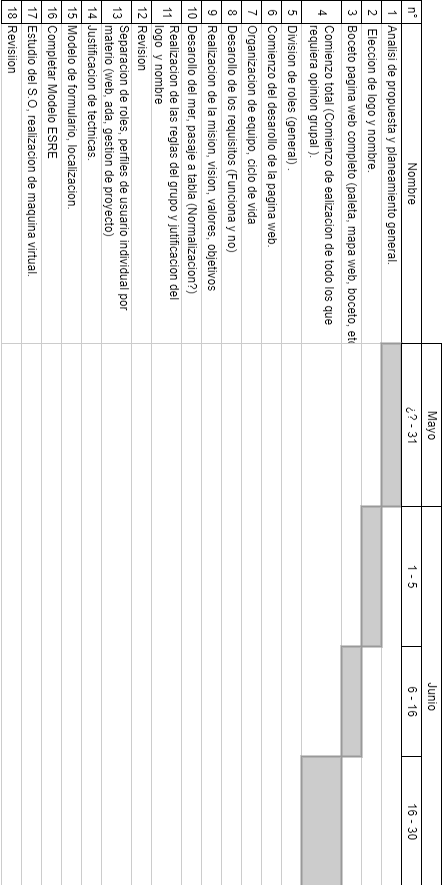 Mayo Junio
n° Nombre ¿? - 31 1 - 5 6 - 16 16 - 30
1 Analisi de propuesta y planeamiento general.
2 Eleccion de logo y nombre.
3 Boceto pagina web completo (paleta, mapa web, boceto, etc
4 Comienzo total (Comienzo de ealizacion de todo los que
requiera opinion grupal ).
5 Division de roles (general) .
6 Comienzo del desarollo de la pagina web.
7 Organizacion de equipo, ciclo de vida
8 Desarollo de los requisitos (Funciona y no)
9 Realizacion de la mision, vision, valores, objetivos
10 Desarollo del mer, pasaje a tabla (Normalizacion?)
11 Realizacion de las reglas del grupo y jutificacion del
logo y nombre
12 Revision
13 Separacion de roles, perfiles de usuario individual por
materio (web, ada, gestion de proyecto)
14 Justificacion de tectnicas.
15 Modelo de formulario, localizacion.
16 Completar Modelo ESRE
17 Estudio del S.O, realizacion de maquina virtual.
18 Revisiion